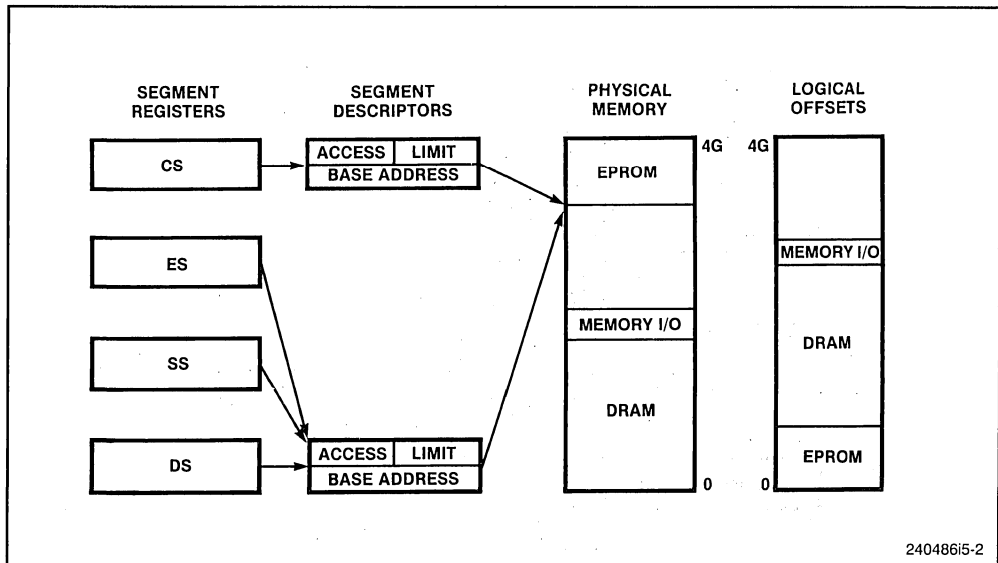 SEGMENT
REGISTERS
SEGMENT
DESCRIPTORS
PHYSICAL
MEMORY
LOGICAL
OFFSETS
CS
ACCESS
LIMIT
BASE ADDRESS
ES
SS
DS
ACCESS
LIMIT
BASE ADDRESS
4G
EPROM
MEMORY I/O
DRAM
0
4G
MEMORY I/O
DRAM
EPROM
0
240486i5-2